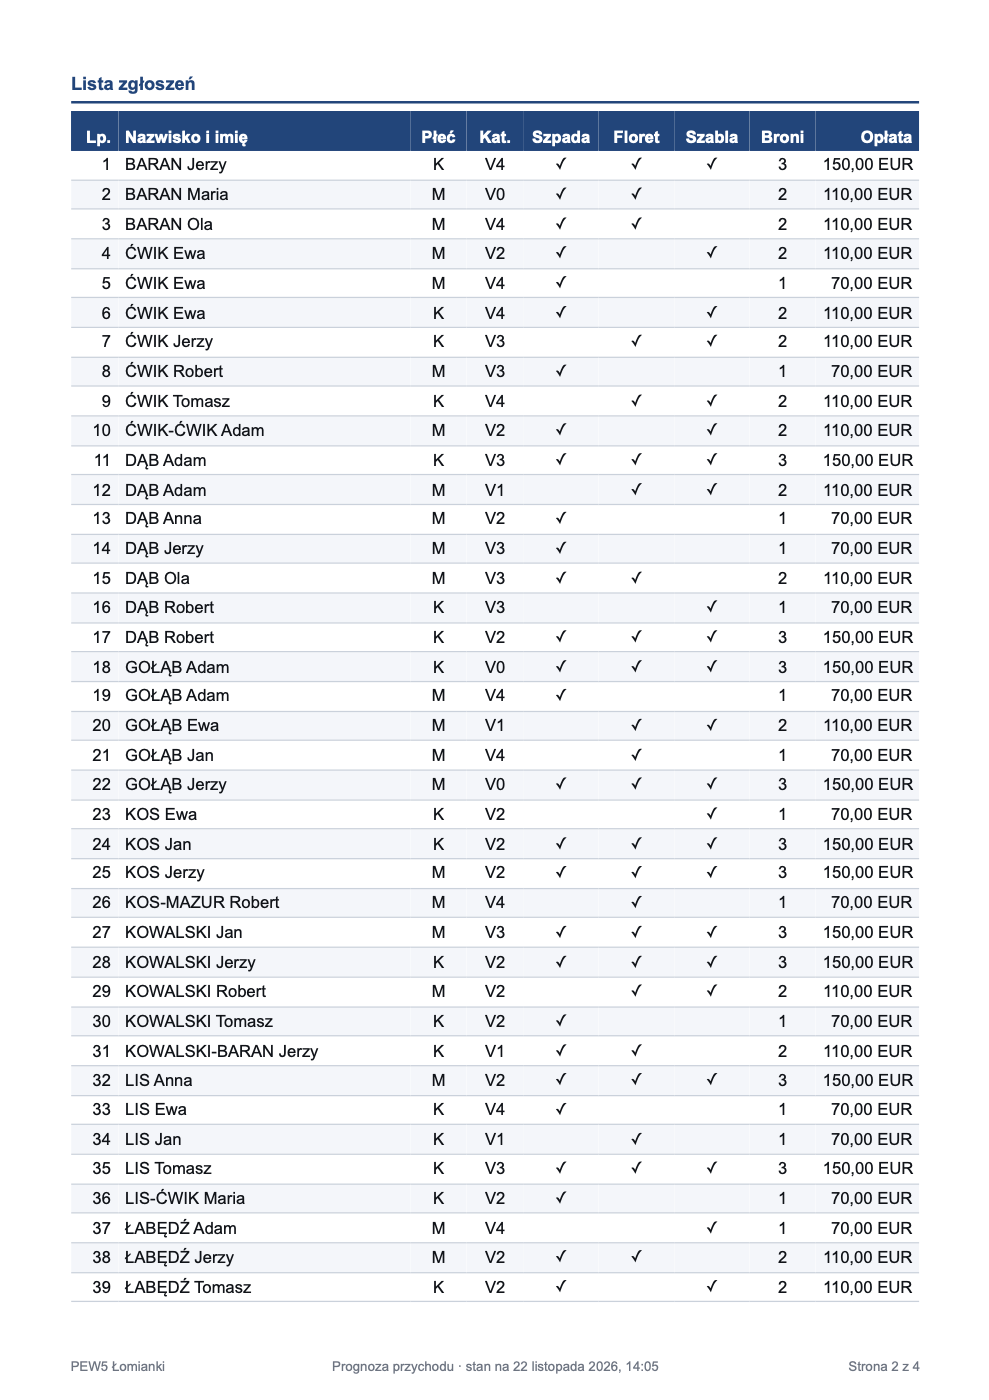 Lista zgłoszeń
Lp. Nazwisko i imię Płeć Kat. Szpada Floret Szabla Broni Opłata
1 BARAN Jerzy K V4 ✓ ✓ ✓ 3 150,00 EUR
2 BARAN Maria M V0 ✓ ✓ 2 110,00 EUR
3 BARAN Ola M V4 ✓ ✓ 2 110,00 EUR
4 ĆWIK Ewa M V2 ✓ ✓ 2 110,00 EUR
5 ĆWIK Ewa M V4 ✓ 1 70,00 EUR
6 ĆWIK Ewa K V4 ✓ ✓ 2 110,00 EUR
7 ĆWIK Jerzy K V3 ✓ ✓ 2 110,00 EUR
8 ĆWIK Robert M V3 ✓ 1 70,00 EUR
9 ĆWIK Tomasz K V4 ✓ ✓ 2 110,00 EUR
10 ĆWIK-ĆWIK Adam M V2 ✓ ✓ 2 110,00 EUR
11 DĄB Adam K V3 ✓ ✓ ✓ 3 150,00 EUR
12 DĄB Adam M V1 ✓ ✓ 2 110,00 EUR
13 DĄB Anna M V2 ✓ 1 70,00 EUR
14 DĄB Jerzy M V3 ✓ 1 70,00 EUR
15 DĄB Ola M V3 ✓ ✓ 2 110,00 EUR
16 DĄB Robert K V3 ✓ 1 70,00 EUR
17 DĄB Robert K V2 ✓ ✓ ✓ 3 150,00 EUR
18 GOŁĄB Adam K V0 ✓ ✓ ✓ 3 150,00 EUR
19 GOŁĄB Adam M V4 ✓ 1 70,00 EUR
20 GOŁĄB Ewa M V1 ✓ ✓ 2 110,00 EUR
21 GOŁĄB Jan M V4 ✓ 1 70,00 EUR
22 GOŁĄB Jerzy M V0 ✓ ✓ ✓ 3 150,00 EUR
23 KOS Ewa K V2 ✓ 1 70,00 EUR
24 KOS Jan K V2 ✓ ✓ ✓ 3 150,00 EUR
25 KOS Jerzy M V2 ✓ ✓ ✓ 3 150,00 EUR
26 KOS-MAZUR Robert M V4 ✓ 1 70,00 EUR
27 KOWALSKI Jan M V3 ✓ ✓ ✓ 3 150,00 EUR
28 KOWALSKI Jerzy K V2 ✓ ✓ ✓ 3 150,00 EUR
29 KOWALSKI Robert M V2 ✓ ✓ 2 110,00 EUR
30 KOWALSKI Tomasz K V2 ✓ 1 70,00 EUR
31 KOWALSKI-BARAN Jerzy K V1 ✓ ✓ 2 110,00 EUR
32 LIS Anna M V2 ✓ ✓ ✓ 3 150,00 EUR
33 LIS Ewa K V4 ✓ 1 70,00 EUR
34 LIS Jan K V1 ✓ 1 70,00 EUR
35 LIS Tomasz K V3 ✓ ✓ ✓ 3 150,00 EUR
36 LIS-ĆWIK Maria K V2 ✓ 1 70,00 EUR
37 ŁABĘDŹ Adam M V4 ✓ 1 70,00 EUR
38 ŁABĘDŹ Jerzy M V2 ✓ ✓ 2 110,00 EUR
39 ŁABĘDŹ Tomasz K V2 ✓ ✓ 2 110,00 EUR
PEW5 Łomianki Prognoza przychodu · stan na 22 listopada 2026, 14:05 Strona 2 z 4